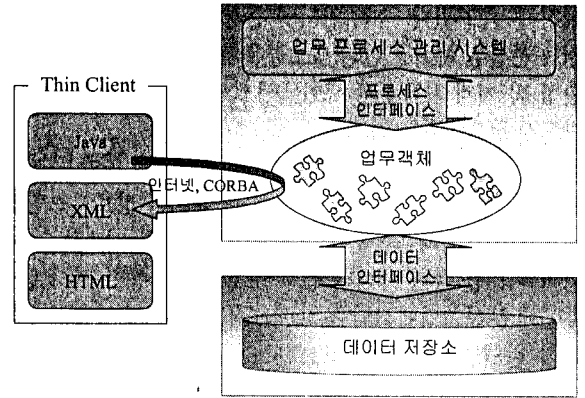 업무 프로세스 관리 시스템
Thin Client
프로세스
인터페이스
Java
업무객체
인터넷, CORBA
XML
데이터
인터페이스
HTML
데이터 저장소